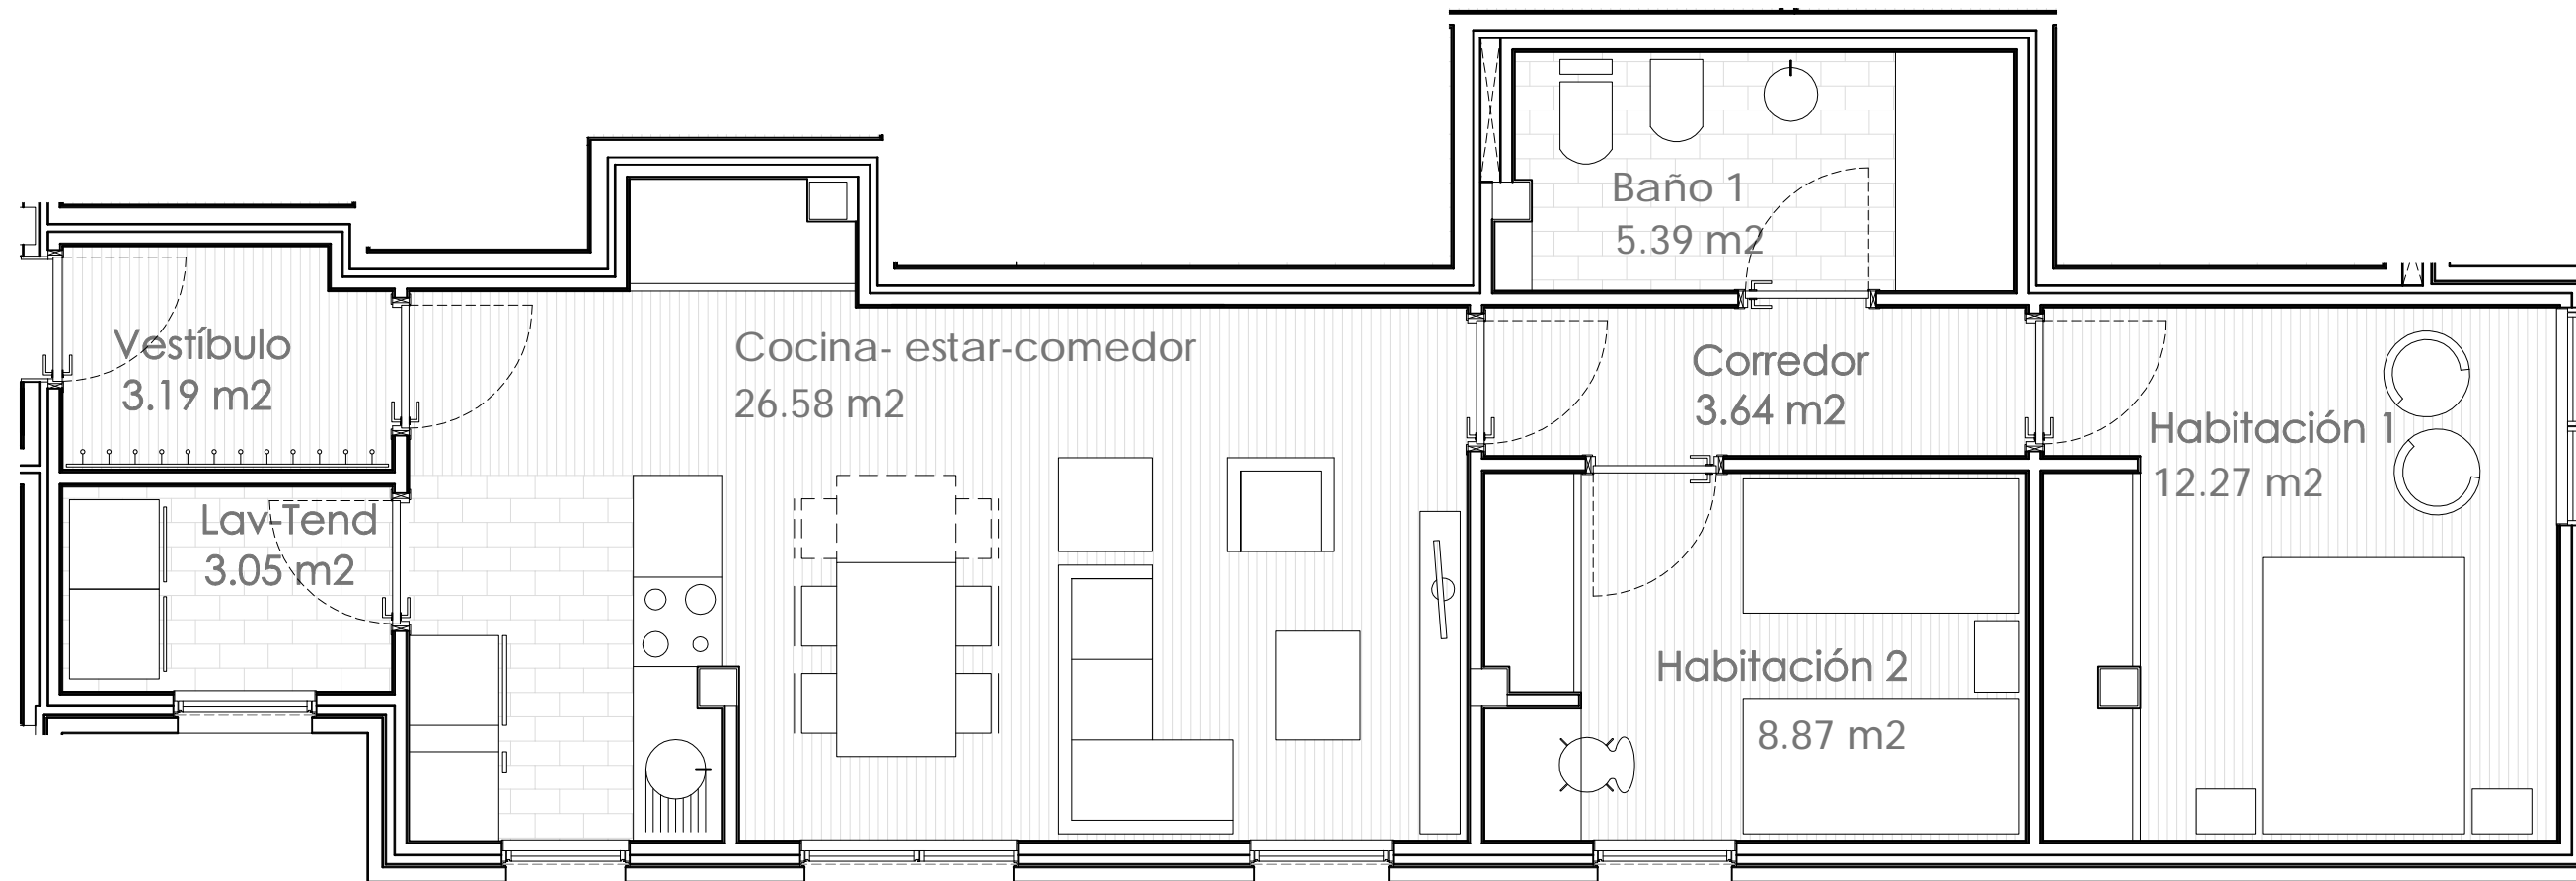 Baño 1
5.39 m2
Vestíbulo
3.19 m2
Cocina- estar-comedor
26.58 m2
Corredor
3.64 m2
Habitación 1
12.27 m2
Lav-Tend
3.05 m2
Habitación 2
8.87 m2